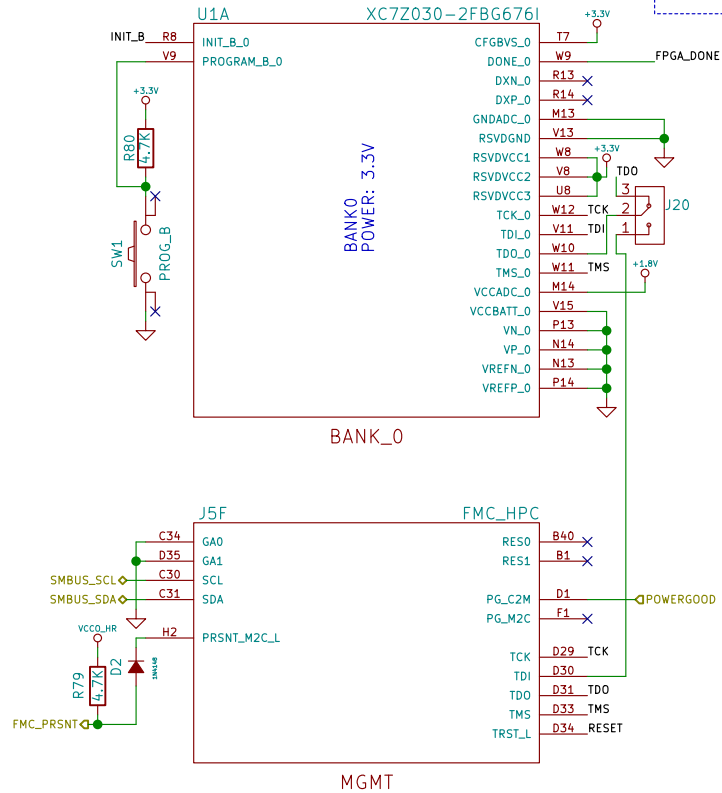 U1A XC7Z030-2FBG676I
+3.3V
INIT_B R8 INIT_B_0 CFGBVS_0 T7
V9 PROGRAM_B_0 DONE_0 W9 FPGA_DONE
DXN_0 R13
+3.3V DXP_0 R14
GNDADC_0 M13
RSVDGND V13
R80 4.7K
RSVDVCC1 W8 +3.3V
RSVDVCC2 V8 TDO
RSVDVCC3 U8 3
TCK_0 W12 TCK 2 J20
TDI_0 V11 TDI 1
TDO_0 W10
SW1 PROG_B
BANK0
POWER: 3.3V
TMS_0 W11 TMS +1.8V
VCCADC_0 M14
VCCBATT_0 V15
VN_0 P13
VP_0 N14
VREFN_0 N13
VREFP_0 P14
BANK_0
J5F FMC_HPC
C34 GA0 RES0 B40
D35 GA1 RES1 B1
SMBUS_SCL C30 SCL
SMBUS_SDA C31 SDA PG_C2M D1 POWERGOOD
PG_M2C F1
VCCO_HR H2 PRSNT_M2C_L
TCK D29 TCK
R79 4.7K D2 1N4148
TDI D30
TDO D31 TDO
TMS D33 TMS
FMC_PRSNT TRST_L D34 RESET
MGMT